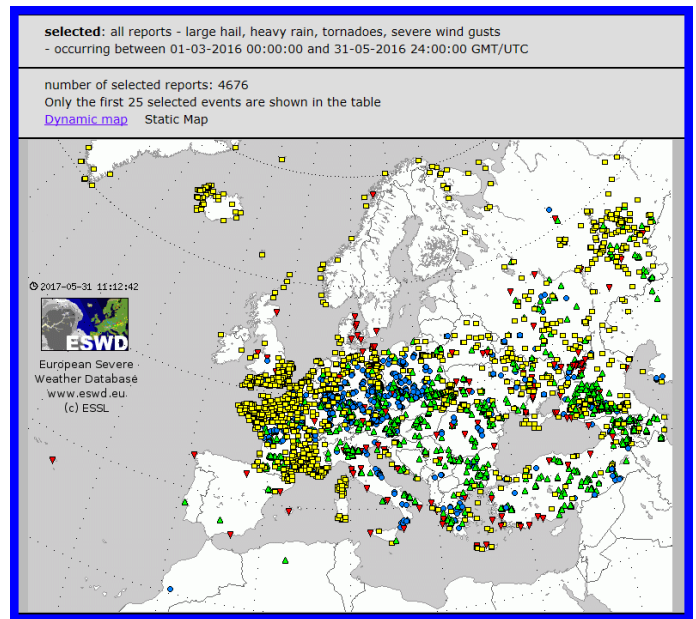 selected: all reports - large hail, heavy rain, tornadoes, severe wind gusts
- occurring between 01-03-2016 00:00:00 and 31-05-2016 24:00:00 GMT/UTC
number of selected reports: 4676
Only the first 25 selected events are shown in the table
Dynamic map Static Map
2017-05-31 11:12:42
ESWD
European Severe
Weather Database
www.eswd.eu
(c) ESSL